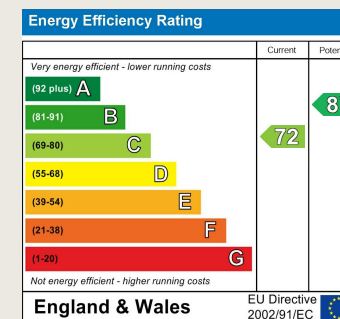 Energy Efficiency Rating
Current
Very energy efficient - lower running costs
(92 plus) A
(81-91) B
(69-80) C
(55-68) D
(39-54) E
(21-38) F
(1-20) G
72
8
Not energy efficient - higher running costs
England & Wales
EU Directive
2002/91/EC